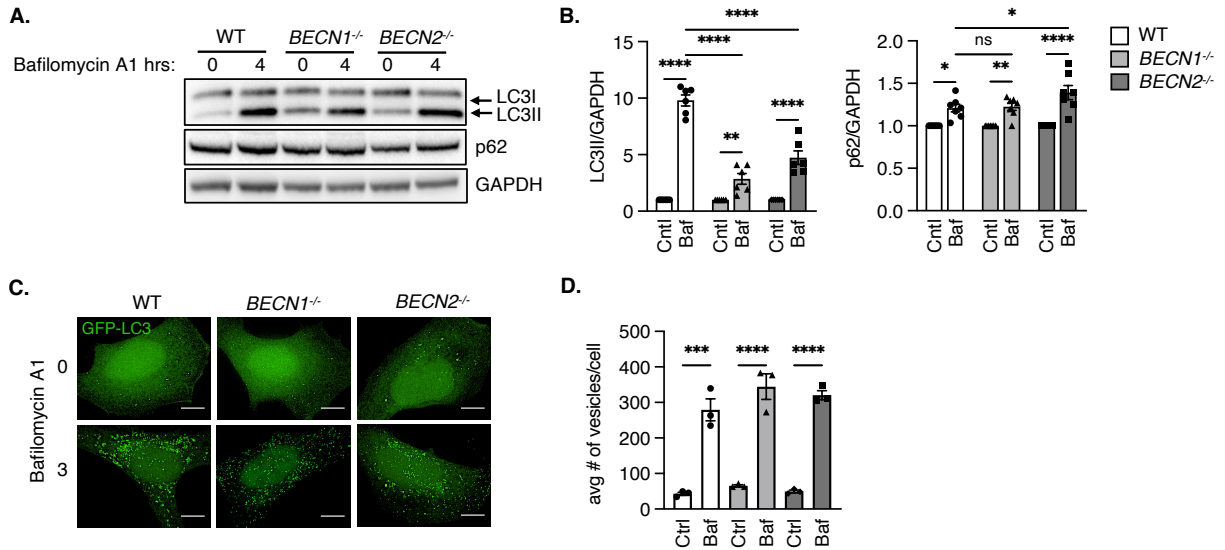 A.
WT BECN1-/- BECN2-/-
Bafilomycin A1 hrs: 0 4 0 4 0 4
LC3I
LC3II
p62
GAPDH
B.
****
****
**** ** ****
15
10
5
0
LC3II/GAPDH
Cntl Baf Cntl Baf Cntl Baf
*
ns
* ** ****
2.0
1.5
1.0
0.5
0.0
p62/GAPDH
Cntl Baf Cntl Baf Cntl Baf
WT
BECN1-/-
BECN2-/-
C.
WT BECN1-/- BECN2-/-
GFP-LC3
Bafilomycin A1
0
3
D.
*** **** ****
500
400
300
200
100
0
avg # of vesicles/cell
Ctrl Baf Ctrl Baf Ctrl Baf